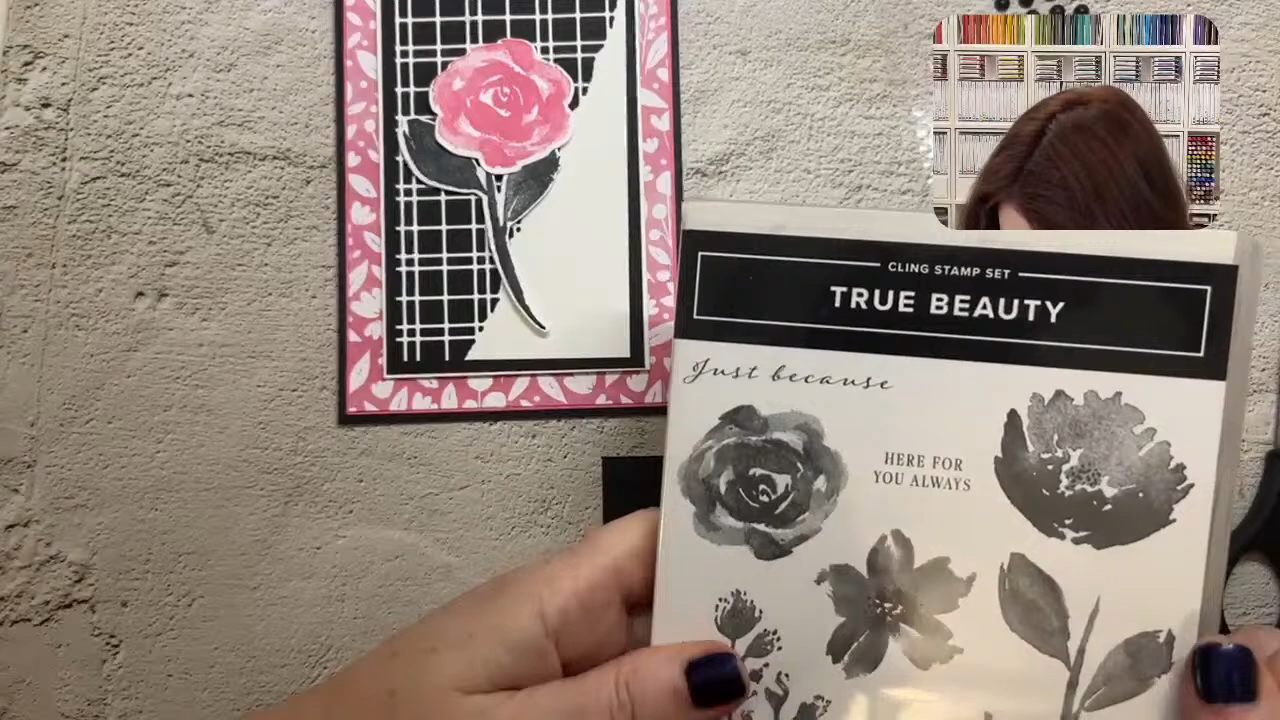 CLING STAMP SET
TRUE BEAUTY
Just because
HERE FOR
YOU ALWAYS